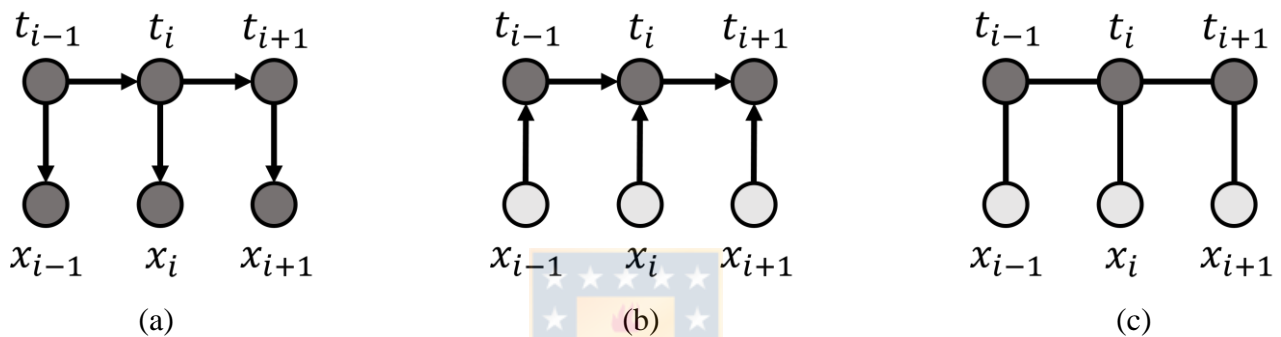 t_{i-1} t_i t_{i+1} t_{i-1} t_i t_{i+1} t_{i-1} t_i t_{i+1}
x_{i-1} x_i x_{i+1} x_{i-1} x_i x_{i+1} x_{i-1} x_i x_{i+1}
(a) (b) (c)